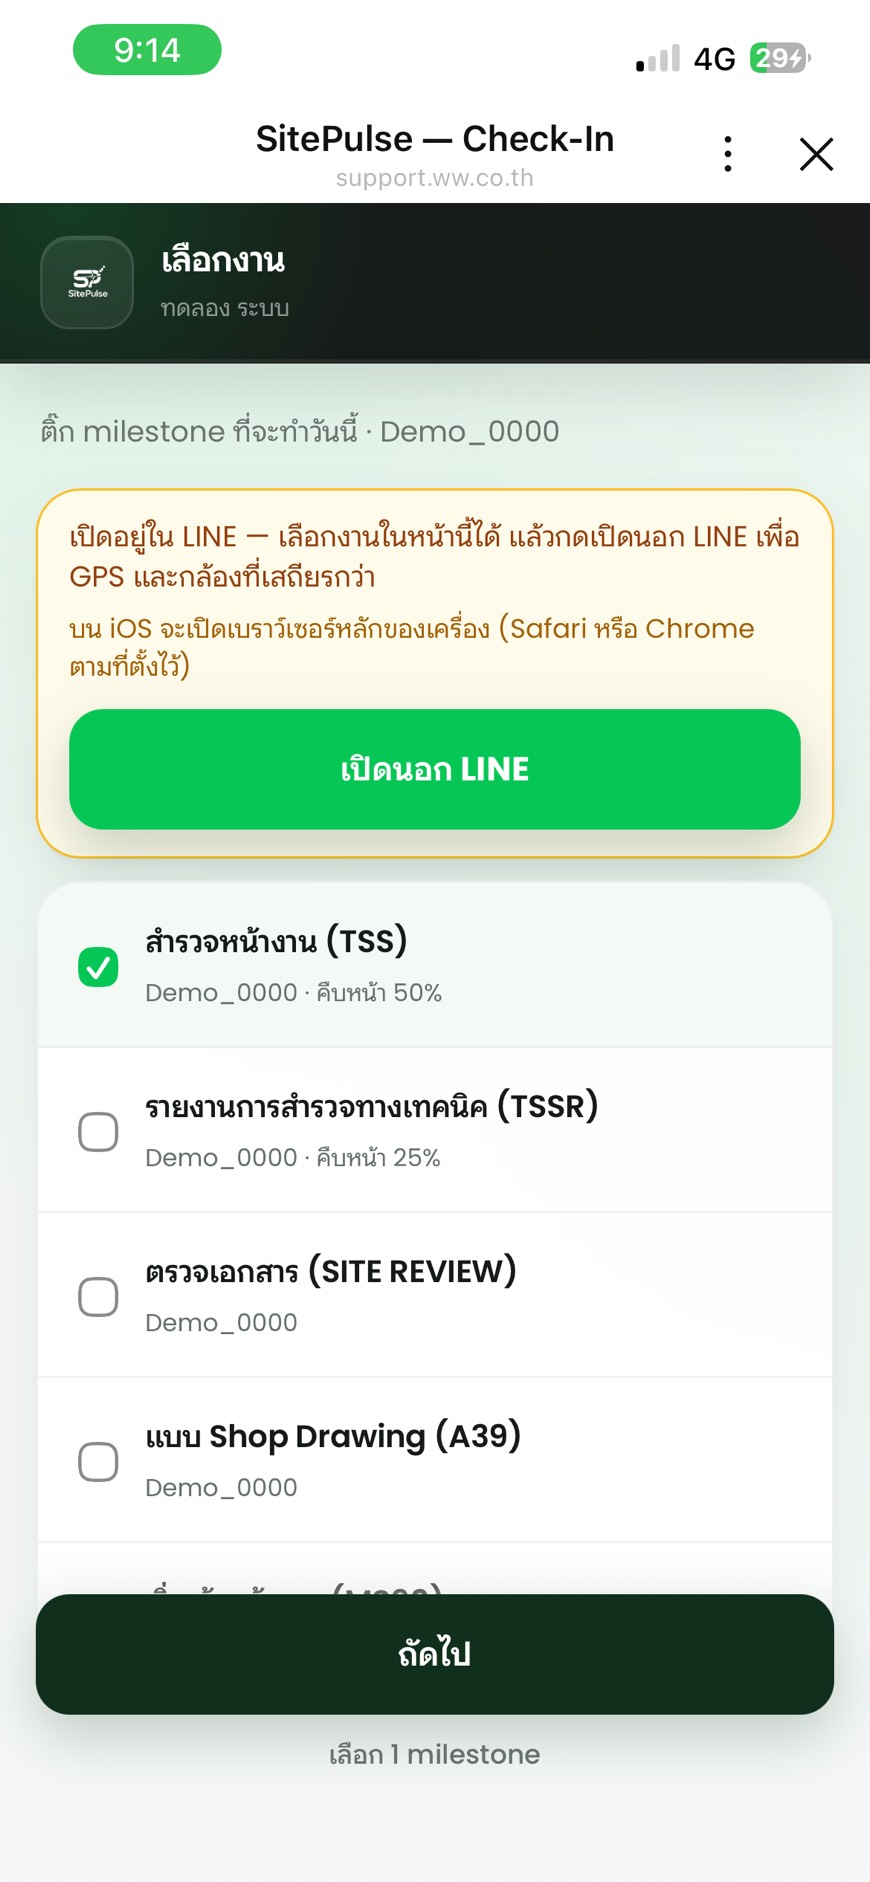 9:14
4G
29
SitePulse — Check-In
support.ww.co.th
SP
SitePulse
เลือกงาน
ทดลอง ระบบ
ติ๊ก milestone ที่จะทำวันนี้ · Demo_0000
เปิดอยู่ใน LINE — เลือกงานในหน้านี้ได้ แล้วกดเปิดนอก LINE เพื่อ
GPS และกล้องที่เสถียรกว่า
บน iOS จะเปิดเบราว์เซอร์หลักของเครื่อง (Safari หรือ Chrome
ตามที่ตั้งไว้)
เปิดนอก LINE
สำรวจหน้างาน (TSS)
Demo_0000 · คืบหน้า 50%
รายงานการสำรวจทางเทคนิค (TSSR)
Demo_0000 · คืบหน้า 25%
ตรวจเอกสาร (SITE REVIEW)
Demo_0000
แบบ Shop Drawing (A39)
Demo_0000
ถัดไป
เลือก 1 milestone